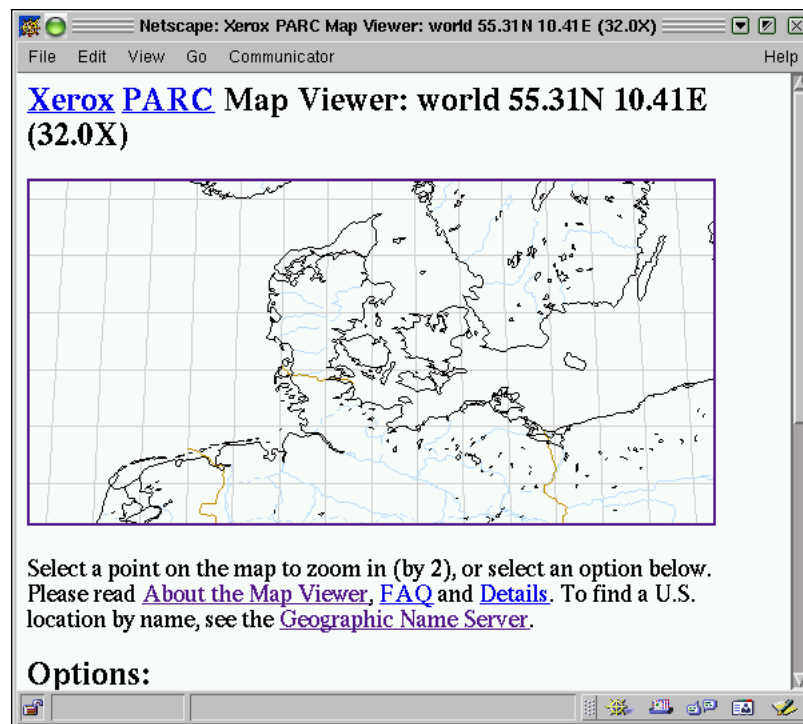 Netscape: Xerox PARC Map Viewer: world 55.31N 10.41E (32.0X)
File Edit View Go Communicator Help
Xerox PARC Map Viewer: world 55.31N 10.41E
(32.0X)
Select a point on the map to zoom in (by 2), or select an option below.
Please read About the Map Viewer, FAQ and Details. To find a U.S.
location by name, see the Geographic Name Server.
Options: